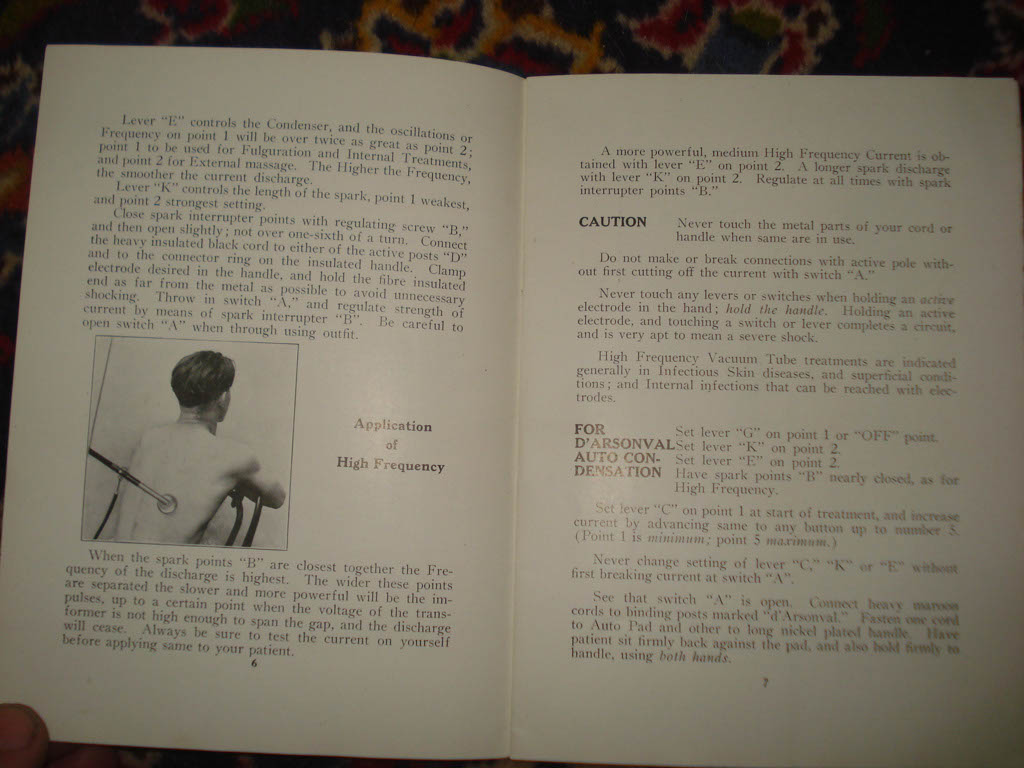 Lever "E" controls the Condenser, and the oscillations or
Frequency on point 1 will be over twice as great as point 2;
point 1 to be used for Fulguration and Internal Treatments,
and point 2 for External massage. The Higher the Frequency,
the smoother the current discharge.
Lever "K" controls the length of the spark, point 1 weakest,
and point 2 strongest setting.
Close spark interrupter points with regulating screw "B,"
and then open slightly; not over one-sixth of a turn. Connect
the heavy insulated black cord to either of the active posts "D"
and to the connector ring on the insulated handle. Clamp
electrode desired in the handle, and hold the fibre insulated
end as far from the metal as possible to avoid unnecessary
shocking. Throw in switch "A," and regulate strength of
current by means of spark interrupter "B". Be careful to
open switch "A" when through using outfit.
Application
of
High Frequency
When the spark points "B" are closest together the Fre-
quency of the discharge is highest. The wider these points
are separated the slower and more powerful will be the im-
pulses, up to a certain point when the voltage of the trans-
former is not high enough to span the gap, and the discharge
will cease. Always be sure to test the current on yourself
before applying same to your patient.
6
A more powerful, medium High Frequency Current is ob-
tained with lever "E" on point 2. A longer spark discharge
with lever "K" on point 2. Regulate at all times with spark
interrupter points "B."
CAUTION Never touch the metal parts of your cord or
handle when same are in use.
Do not make or break connections with active pole with-
out first cutting off the current with switch "A."
Never touch any levers or switches when holding an active
electrode in the hand; hold the handle. Holding an active
electrode, and touching a switch or lever completes a circuit,
and is very apt to mean a severe shock.
High Frequency Vacuum Tube treatments are indicated
generally in Infectious Skin diseases, and superficial condi-
tions; and Internal infections that can be reached with elec-
trodes.
FOR Set lever "G" on point 1 or "OFF" point.
D'ARSONVAL Set lever "K" on point 2.
AUTO CON- Set lever "E" on point 2.
DENSATION Have spark points "B" nearly closed, as for
High Frequency.
Set lever "C" on point 1 at start of treatment, and increase
current by advancing same to any button up to number 5.
(Point 1 is minimum; point 5 maximum.)
Never change setting of lever "C," "K" or "E" without
first breaking current at switch "A".
See that switch "A" is open. Connect heavy maroon
cords to binding posts marked "d'Arsonval." Fasten one cord
to Auto Pad and other to long nickel plated handle. Have
patient sit firmly back against the pad, and also hold firmly to
handle, using both hands.
7